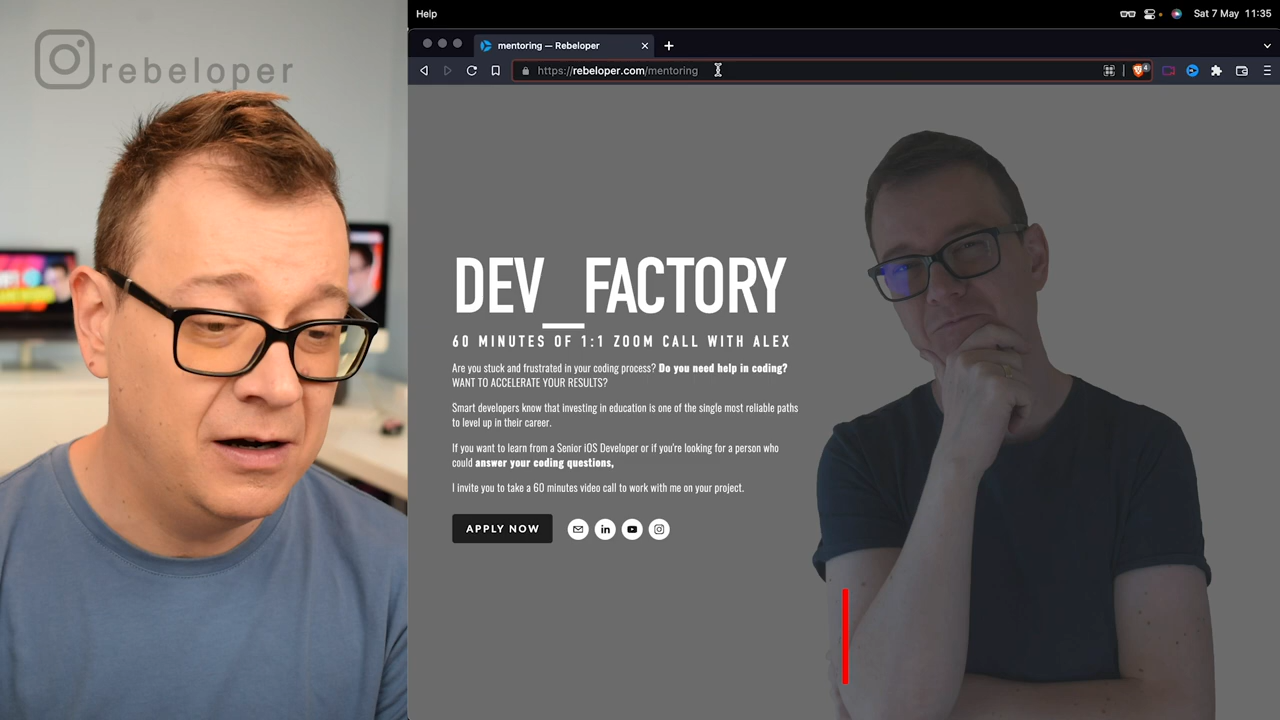 rebeloper
Help
Sat 7 May 11:35
mentoring — Rebeloper
https://rebeloper.com/mentoring
4
DEV_FACTORY
60 MINUTES OF 1:1 ZOOM CALL WITH ALEX
Are you stuck and frustrated in your coding process? Do you need help in coding?
WANT TO ACCELERATE YOUR RESULTS?
Smart developers know that investing in education is one of the single most reliable paths
to level up in their career.
If you want to learn from a Senior iOS Developer or if you're looking for a person who
could answer your coding questions,
I invite you to take a 60 minutes video call to work with me on your project.
APPLY NOW
in